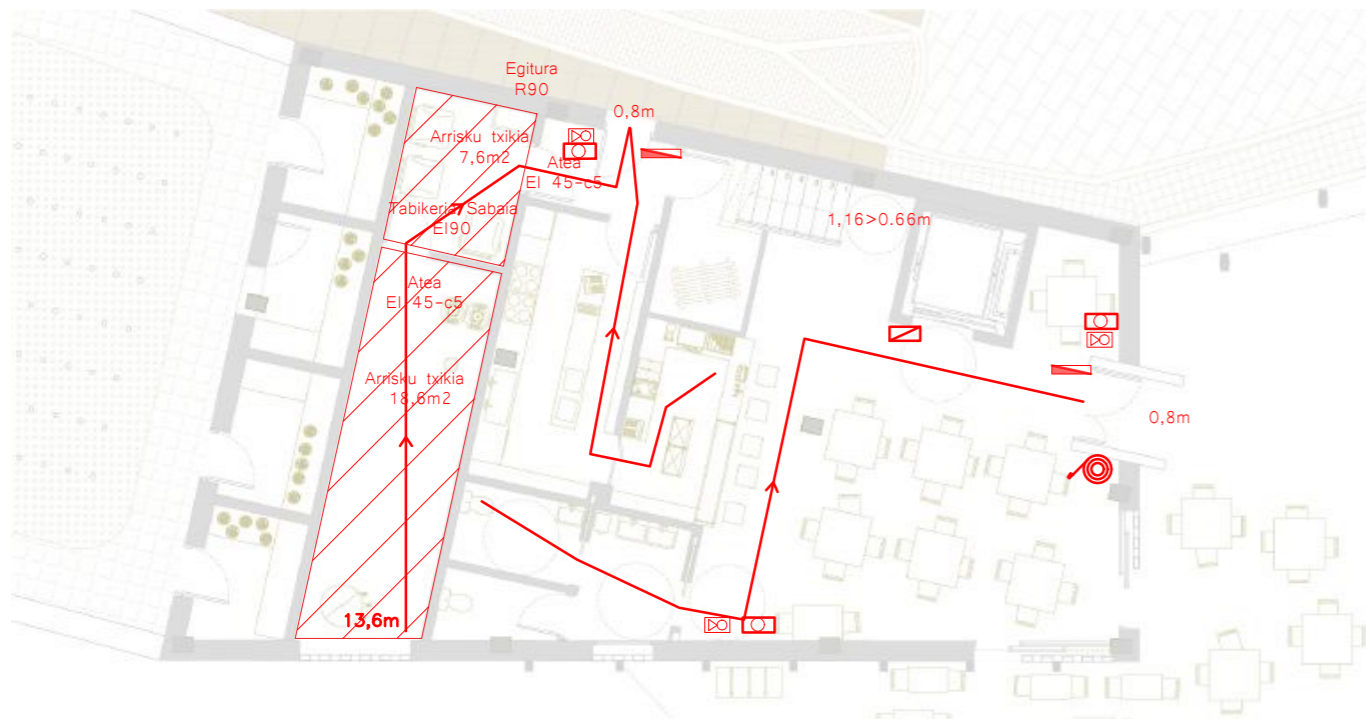 Egitura
R90
0,8m
Arrisku txikia
7,6m2
Atea
EI 45-c5
Tabikeria Sabaia
EI90
1,16>0.66m
Atea
EI 45-c5
Arrisku txikia
18,6m2
0,8m
13,6m